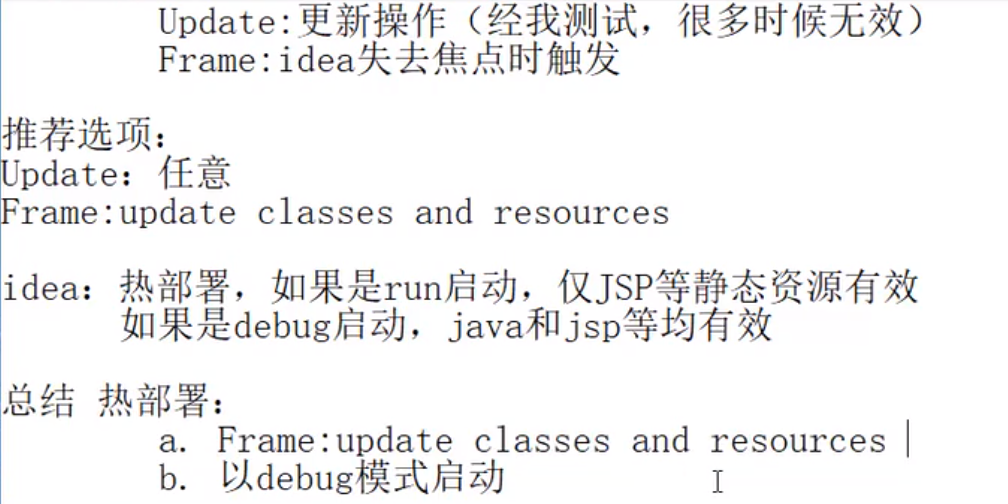 Update:更新操作（经我测试，很多时候无效）
Frame:idea失去焦点时触发
推荐选项：
Update：任意
Frame:update classes and resources
idea：热部署，如果是run启动，仅JSP等静态资源有效
如果是debug启动，java和jsp等均有效
总结 热部署：
a. Frame:update classes and resources
b. 以debug模式启动